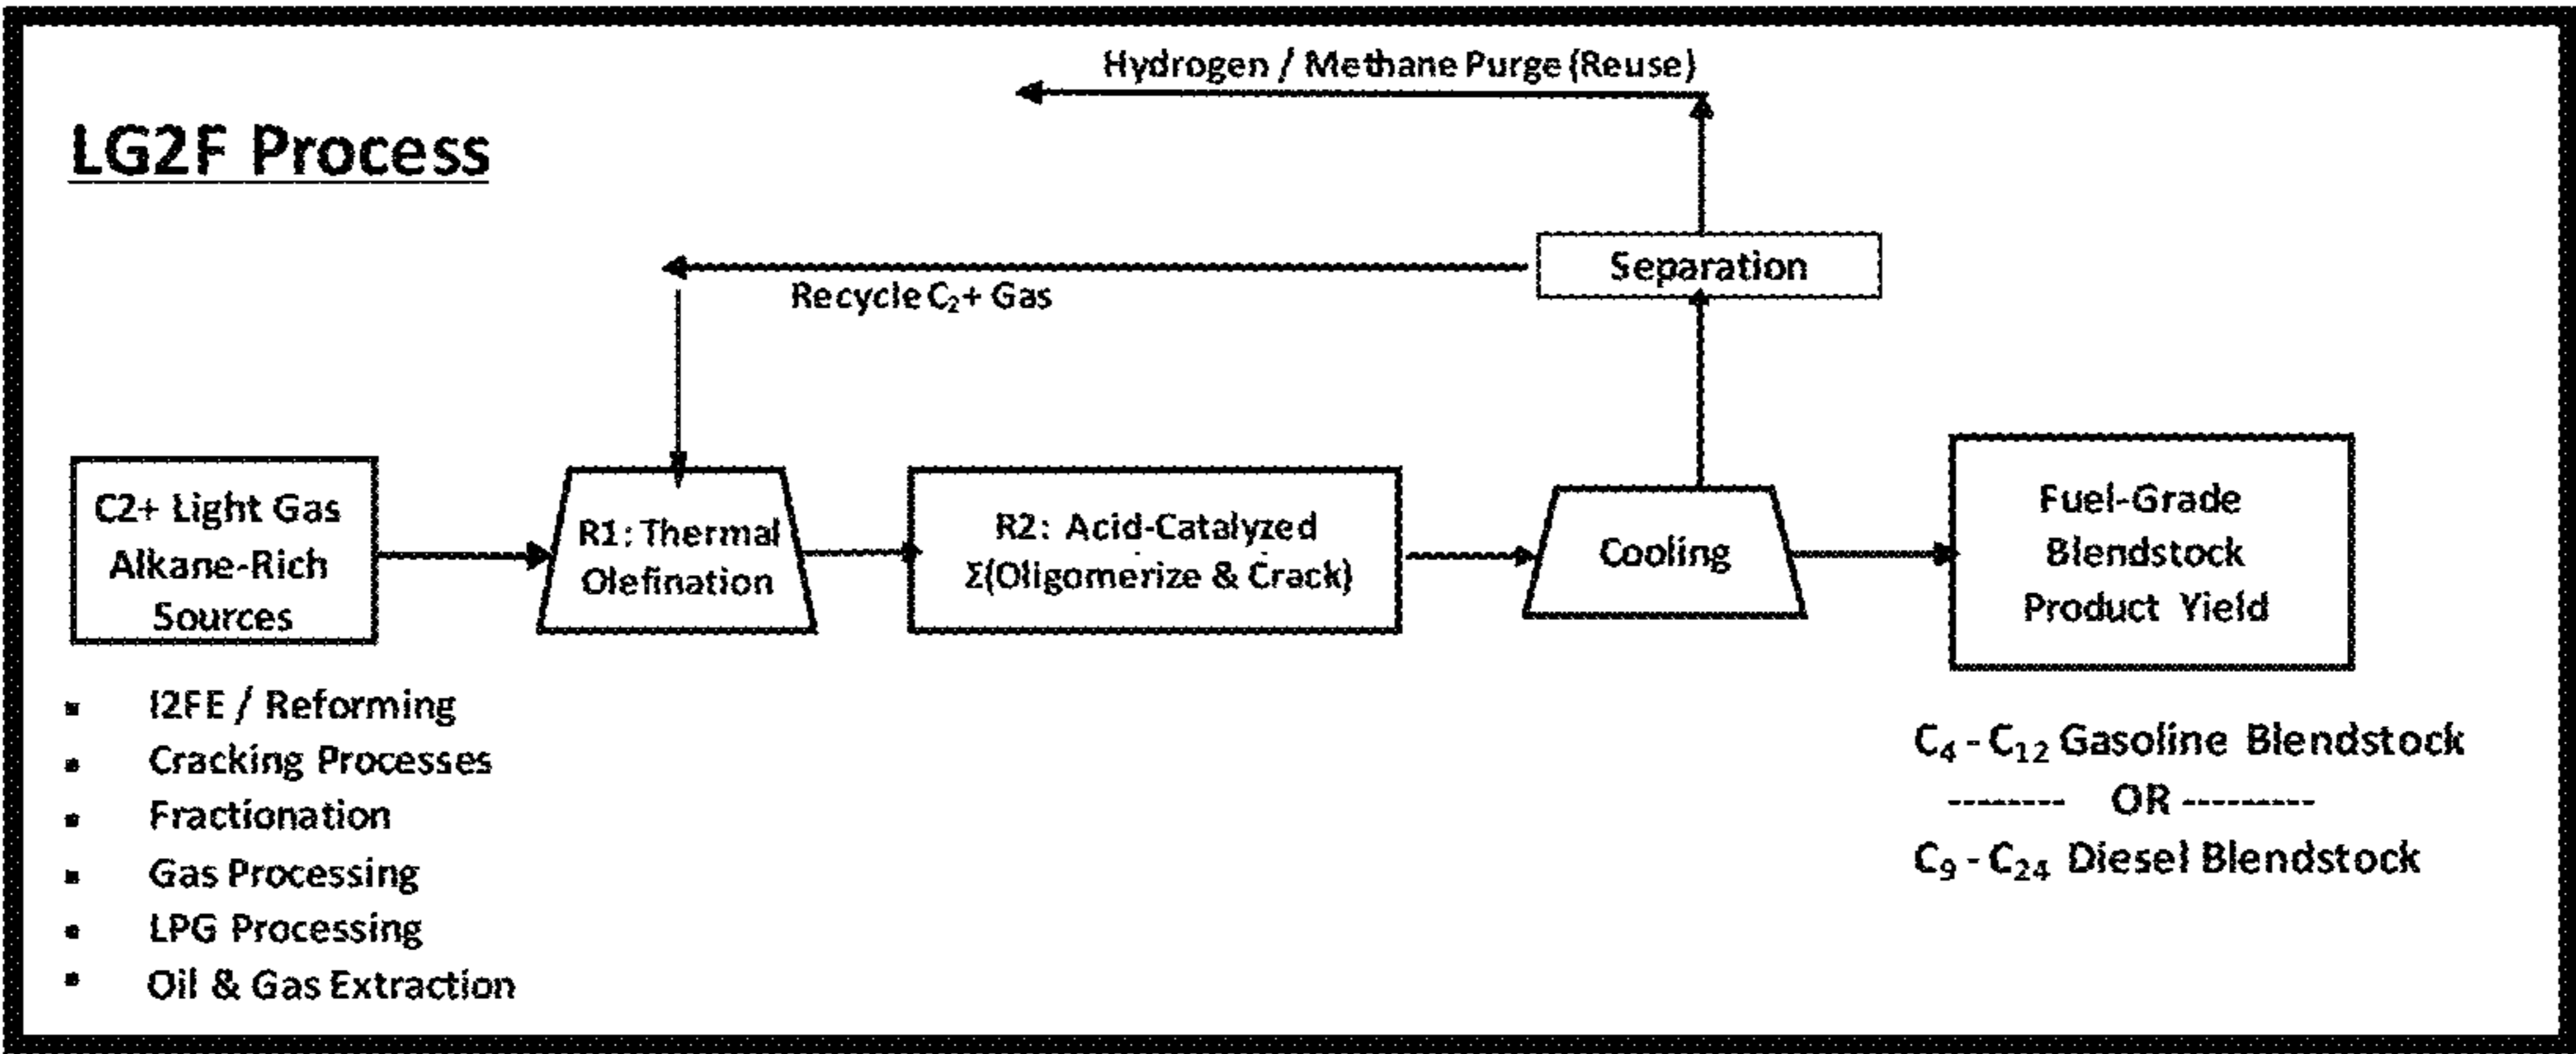 Hydrogen / Methane Purge (Reuse)
LG2F Process
Separation
Recycle C₂+ Gas
C2+ Light Gas
Alkane-Rich
Sources
R1: Thermal
Olefination
R2: Acid-Catalyzed
Σ(Oligomerize & Crack)
Cooling
Fuel-Grade
Blendstock
Product Yield
▪ I2FE / Reforming
▪ Cracking Processes
▪ Fractionation
▪ Gas Processing
▪ LPG Processing
▪ Oil & Gas Extraction
C₄ - C₁₂ Gasoline Blendstock
-------- OR ---------
C₉ - C₂₄ Diesel Blendstock